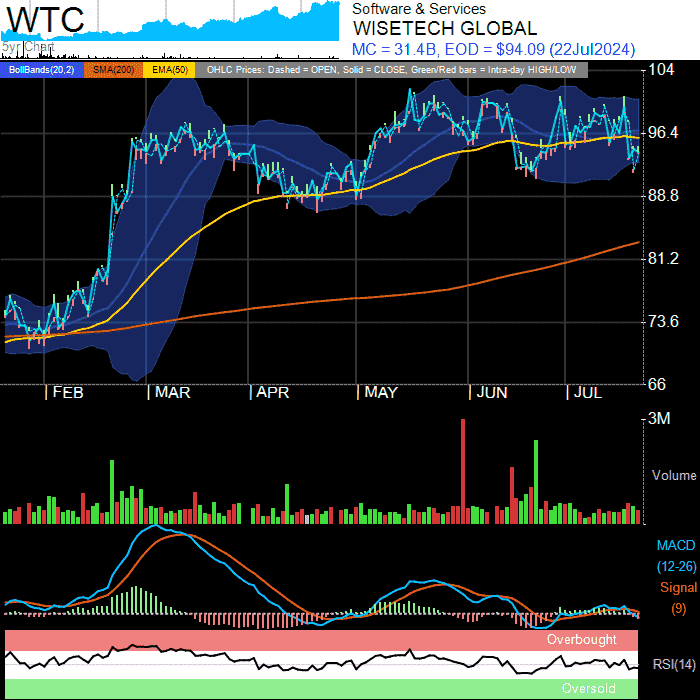 WTC
5yr Chart
Software & Services
WISETECH GLOBAL
MC = 31.4B, EOD = $94.09 (22Jul2024)
BollBands(20,2) SMA(200) EMA(50) OHLC Prices: Dashed = OPEN, Solid = CLOSE, Green/Red bars = Intra-day HIGH/LOW
104
96.4
88.8
81.2
73.6
66
FEB MAR APR MAY JUN JUL
3M
Volume
MACD
(12-26)
Signal
(9)
Overbought
RSI(14)
Oversold